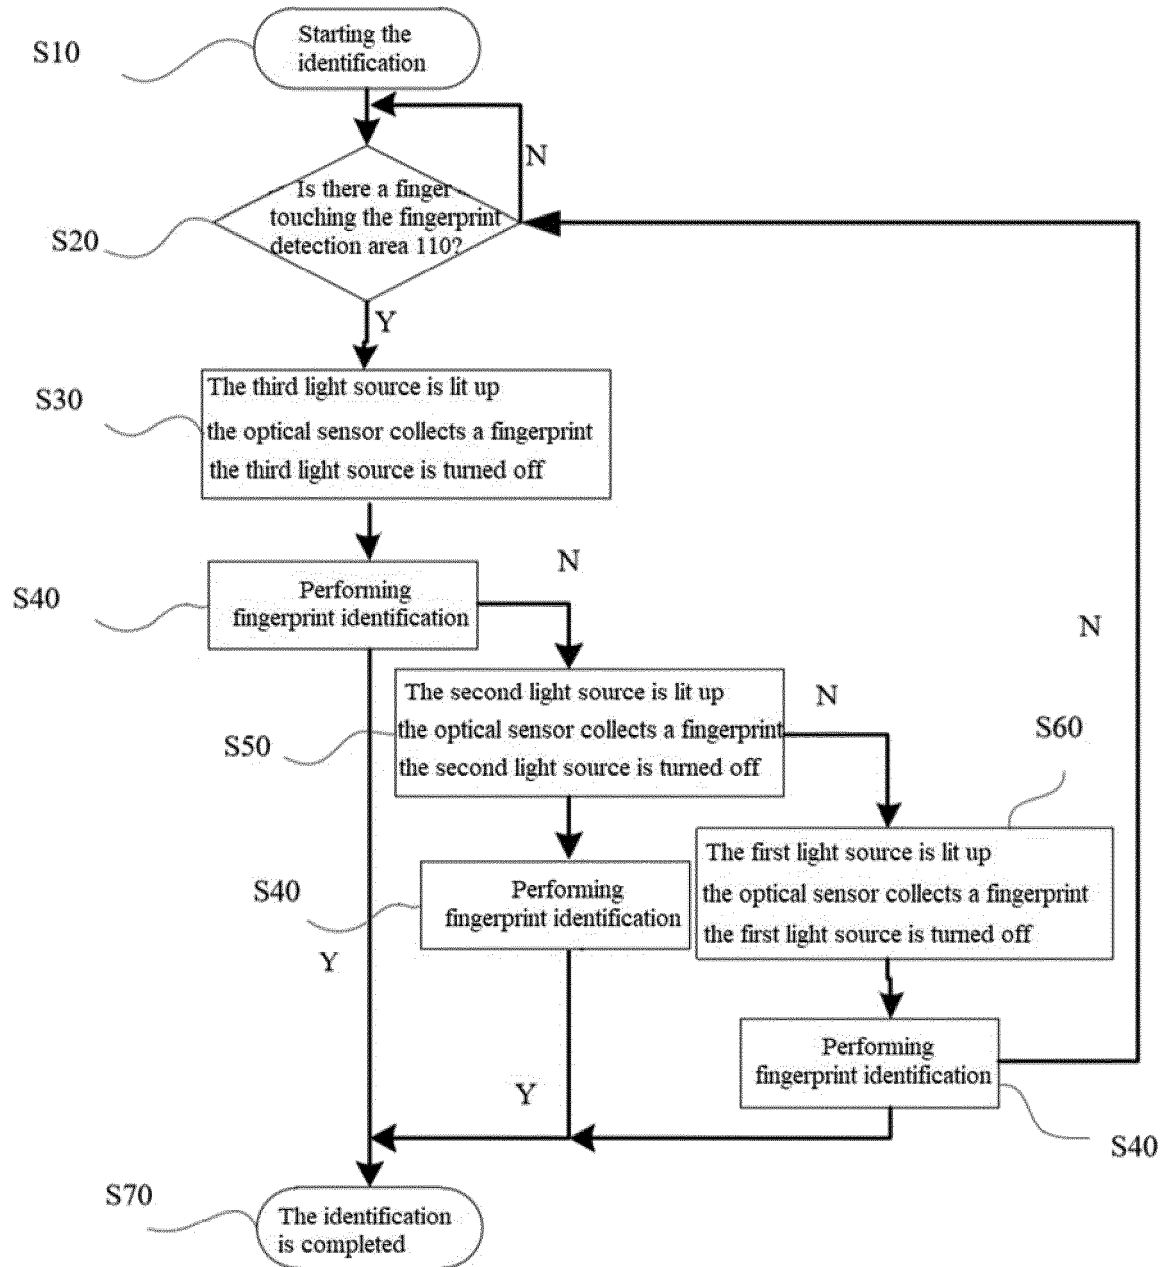 S10
Starting the
identification
N
S20
Is there a finger
touching the fingerprint
detection area 110?
Y
S30
The third light source is lit up
the optical sensor collects a fingerprint
the third light source is turned off
S40
Performing
fingerprint identification
N
N
S50
The second light source is lit up
the optical sensor collects a fingerprint
the second light source is turned off
N
S60
The first light source is lit up
the optical sensor collects a fingerprint
the first light source is turned off
S40
Performing
fingerprint identification
Y
Performing
fingerprint identification
S40
Y
S70
The identification
is completed